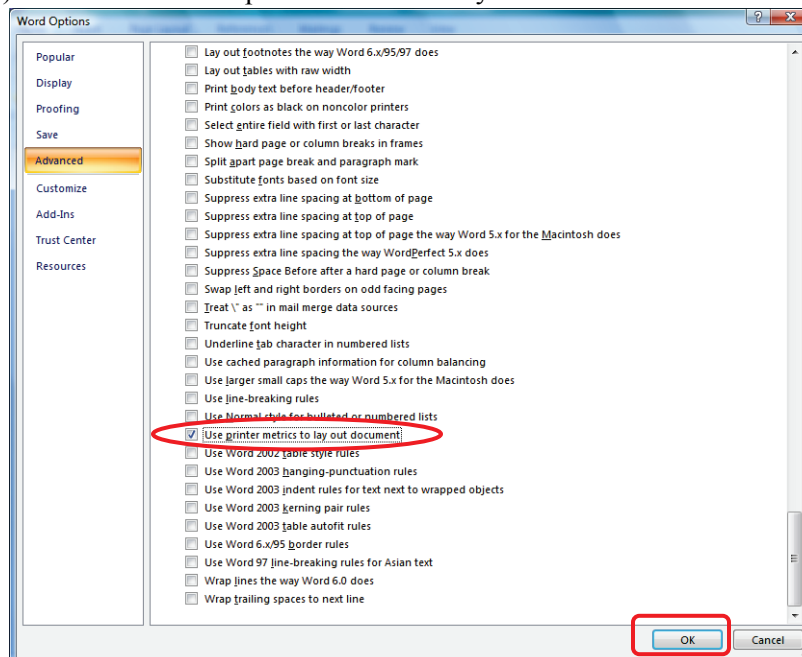 Word Options
Popular
Display
Proofing
Save
Advanced
Customize
Add-Ins
Trust Center
Resources
Lay out footnotes the way Word 6.x/95/97 does
Lay out tables with raw width
Print body text before header/footer
Print colors as black on noncolor printers
Select entire field with first or last character
Show hard page or column breaks in frames
Split apart page break and paragraph mark
Substitute fonts based on font size
Suppress extra line spacing at bottom of page
Suppress extra line spacing at top of page
Suppress extra line spacing at top of page the way Word 5.x for the Macintosh does
Suppress extra line spacing the way WordPerfect 5.x does
Suppress Space Before after a hard page or column break
Swap left and right borders on odd facing pages
Treat \" as "" in mail merge data sources
Truncate font height
Underline tab character in numbered lists
Use cached paragraph information for column balancing
Use larger small caps the way Word 5.x for the Macintosh does
Use line-breaking rules
Use Normal style for bulleted or numbered lists
Use printer metrics to lay out document
Use Word 2002 table style rules
Use Word 2003 hanging-punctuation rules
Use Word 2003 indent rules for text next to wrapped objects
Use Word 2003 kerning pair rules
Use Word 2003 table autofit rules
Use Word 6.x/95 border rules
Use Word 97 line-breaking rules for Asian text
Wrap lines the way Word 6.0 does
Wrap trailing spaces to next line
OK
Cancel